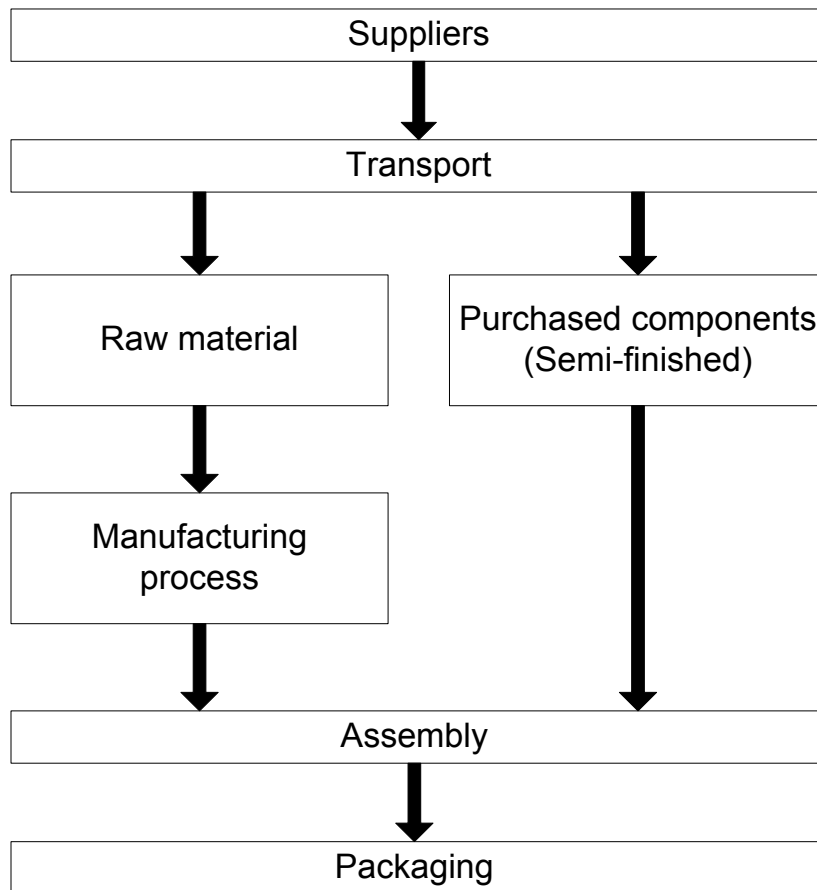 Suppliers
Transport
Raw material
Purchased components
(Semi-finished)
Manufacturing
process
Assembly
Packaging